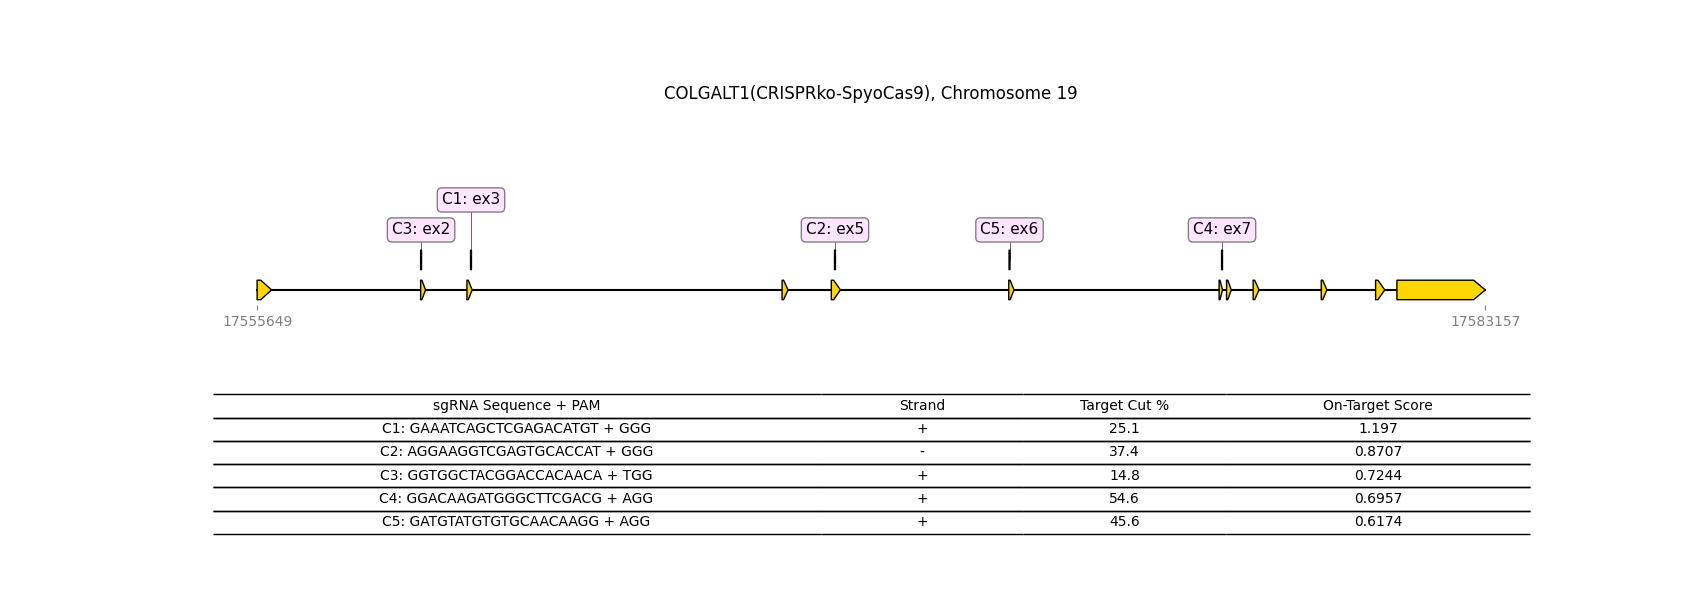 COLGALT1(CRISPRko-SpyoCas9), Chromosome 19
C1: ex3
C3: ex2 C2: ex5 C5: ex6 C4: ex7
17555649 17583157
sgRNA Sequence + PAM Strand Target Cut % On-Target Score
C1: GAAATCAGCTCGAGACATGT + GGG + 25.1 1.197
C2: AGGAAGGTCGAGTGCACCAT + GGG - 37.4 0.8707
C3: GGTGGCTACGGACCACAACA + TGG + 14.8 0.7244
C4: GGACAAGATGGGCTTCGACG + AGG + 54.6 0.6957
C5: GATGTATGTGTGCAACAAGG + AGG + 45.6 0.6174